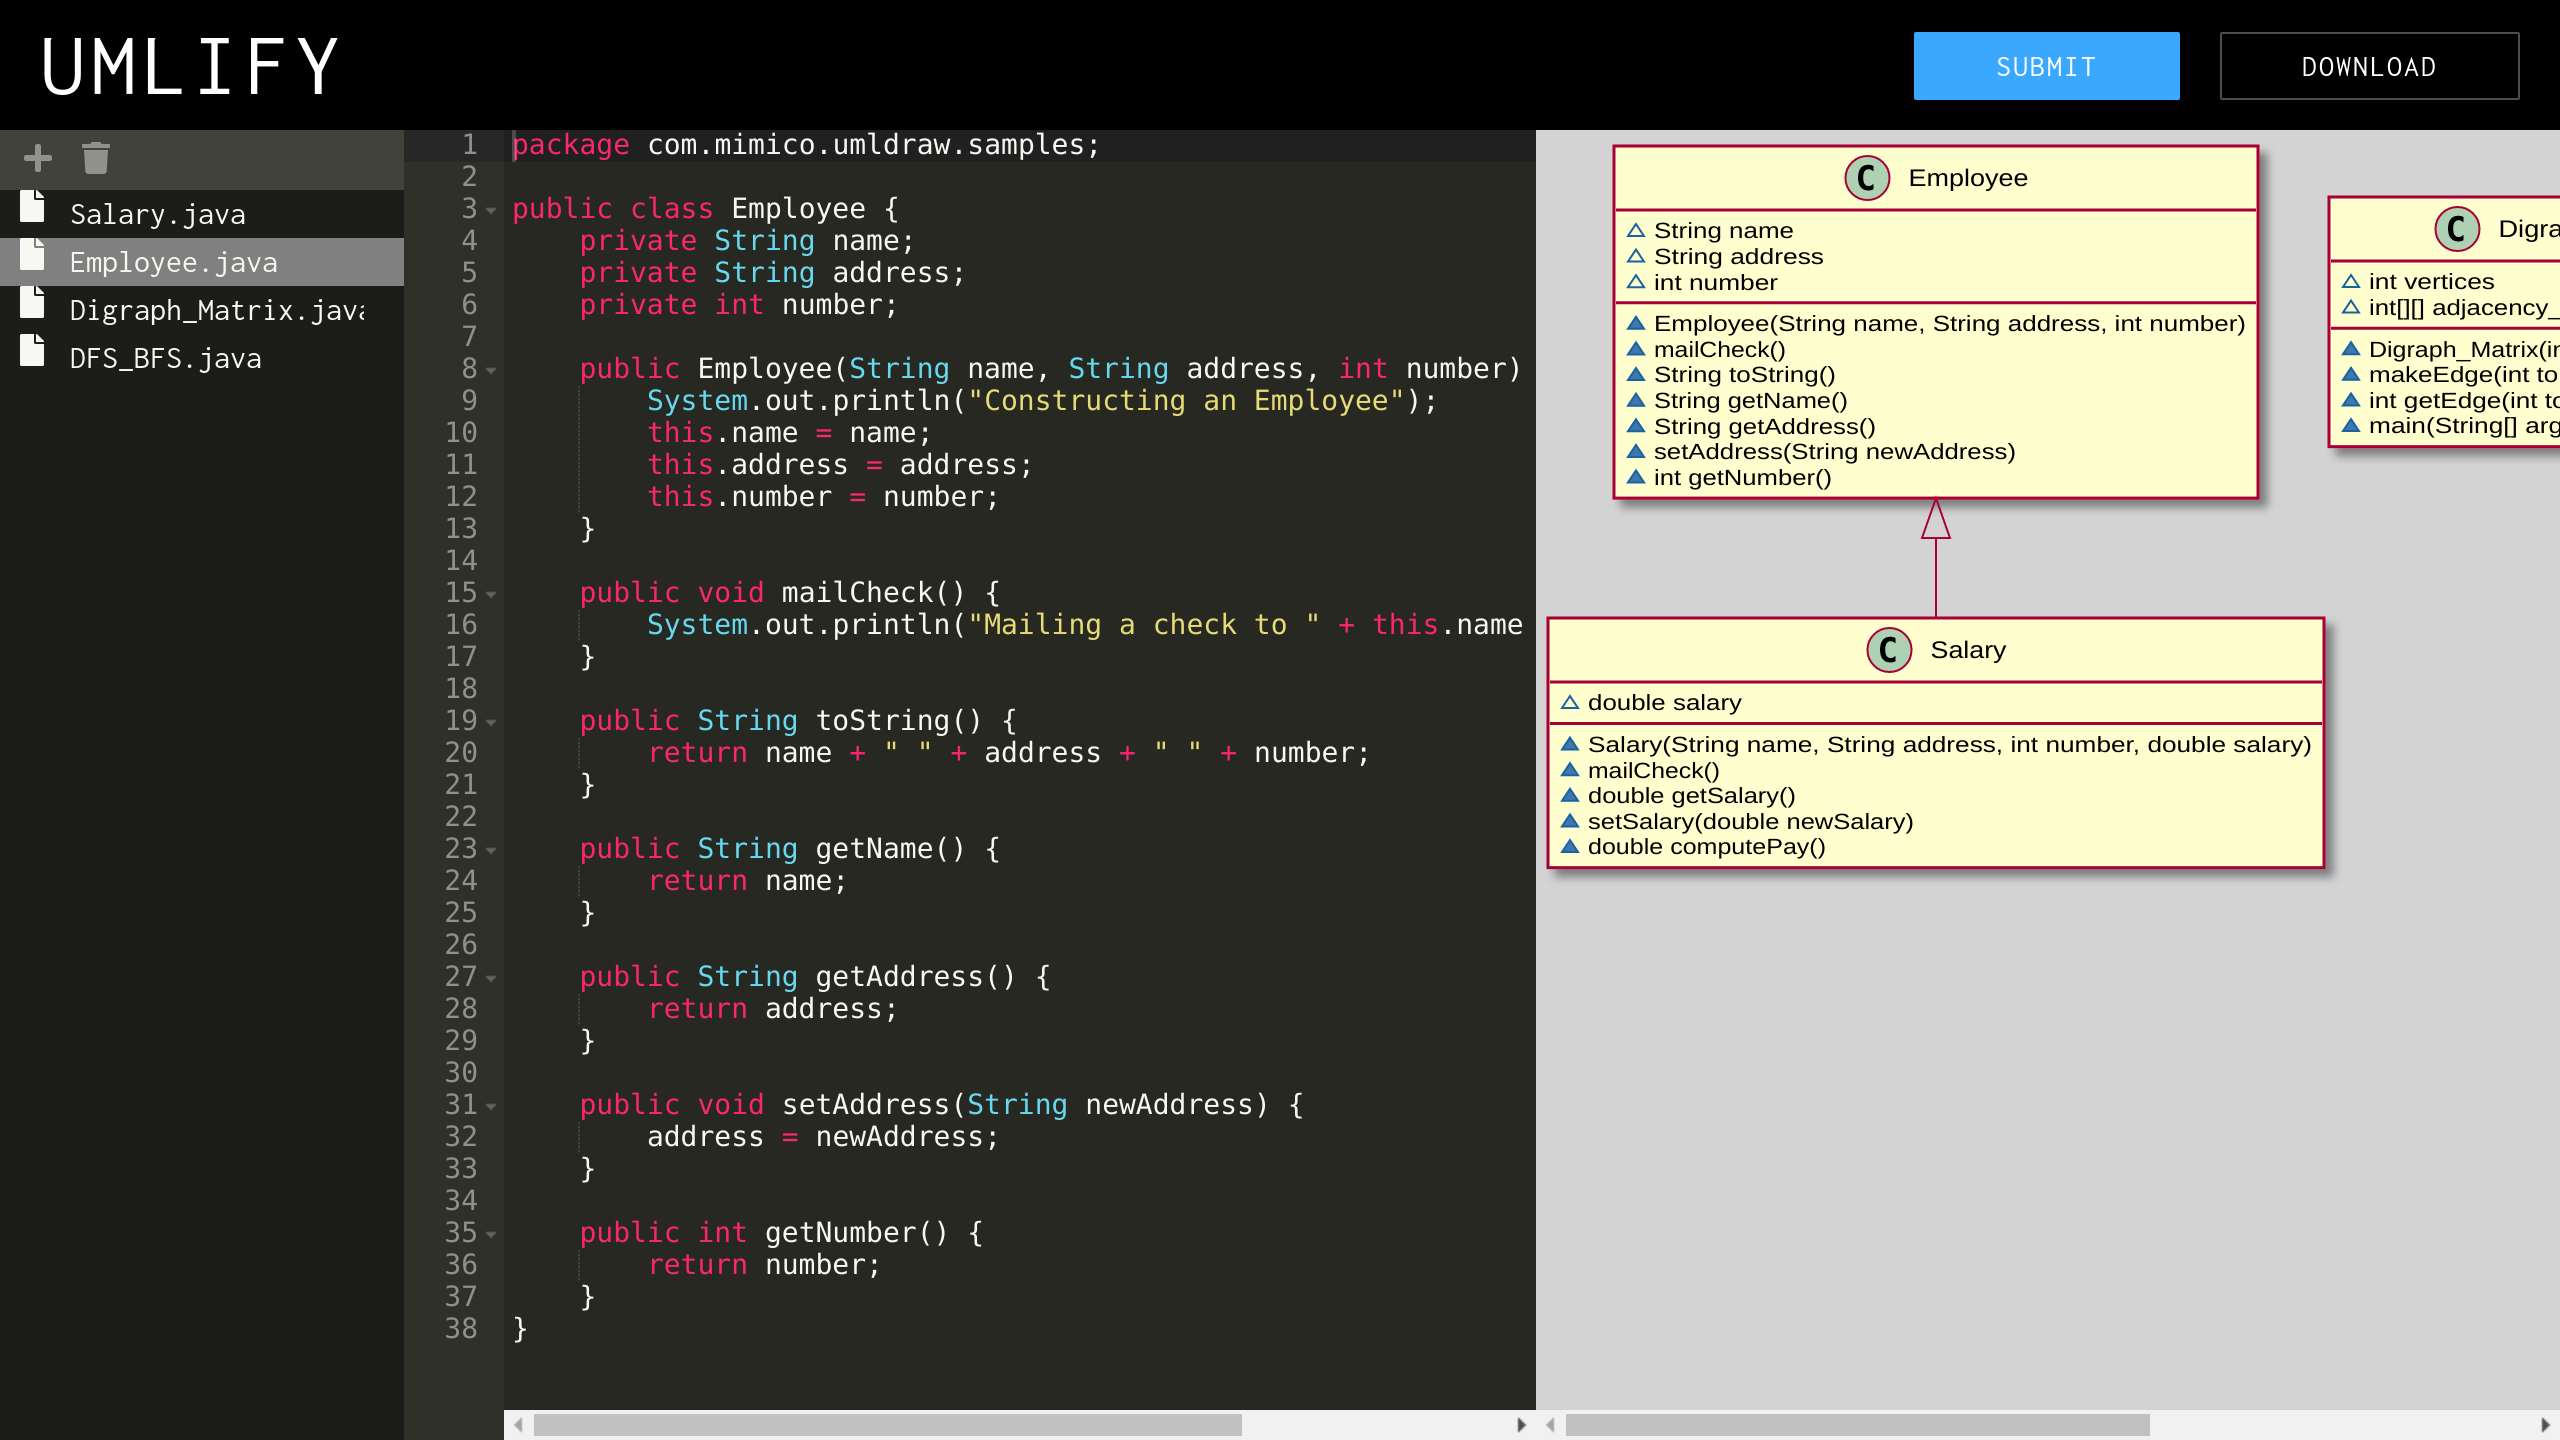 UMLIFY
SUBMIT
DOWNLOAD
Salary.java
Employee.java
Digraph_Matrix.java
DFS_BFS.java
1 package com.mimico.umldraw.samples;
2
3 public class Employee {
4     private String name;
5     private String address;
6     private int number;
7
8     public Employee(String name, String address, int number)
9         System.out.println("Constructing an Employee");
10         this.name = name;
11         this.address = address;
12         this.number = number;
13     }
14
15     public void mailCheck() {
16         System.out.println("Mailing a check to " + this.name
17     }
18
19     public String toString() {
20         return name + " " + address + " " + number;
21     }
22
23     public String getName() {
24         return name;
25     }
26
27     public String getAddress() {
28         return address;
29     }
30
31     public void setAddress(String newAddress) {
32         address = newAddress;
33     }
34
35     public int getNumber() {
36         return number;
37     }
38 }
C Employee
String name
String address
int number
Employee(String name, String address, int number)
mailCheck()
String toString()
String getName()
String getAddress()
setAddress(String newAddress)
int getNumber()
C Salary
double salary
Salary(String name, String address, int number, double salary)
mailCheck()
double getSalary()
setSalary(double newSalary)
double computePay()
C Digra
int vertices
int[][] adjacency_
Digraph_Matrix(in
makeEdge(int to
int getEdge(int to
main(String[] arg